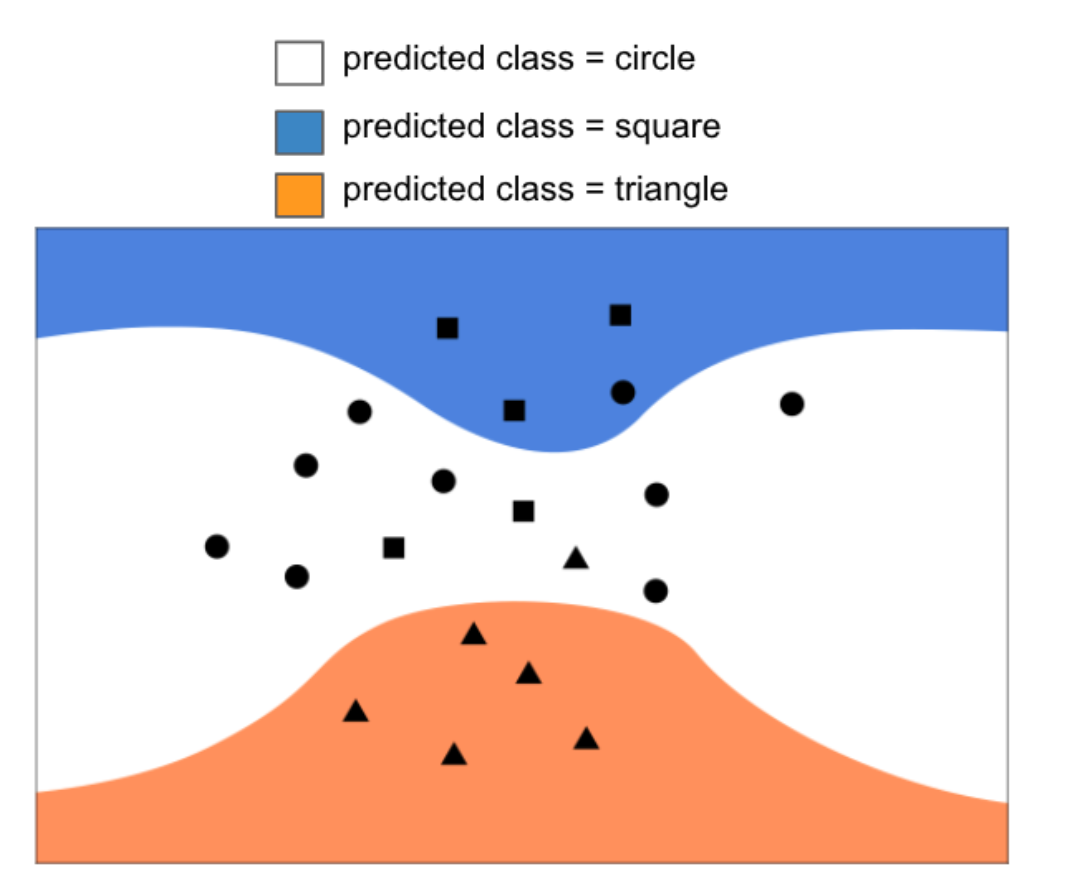 predicted class = circle
predicted class = square
predicted class = triangle